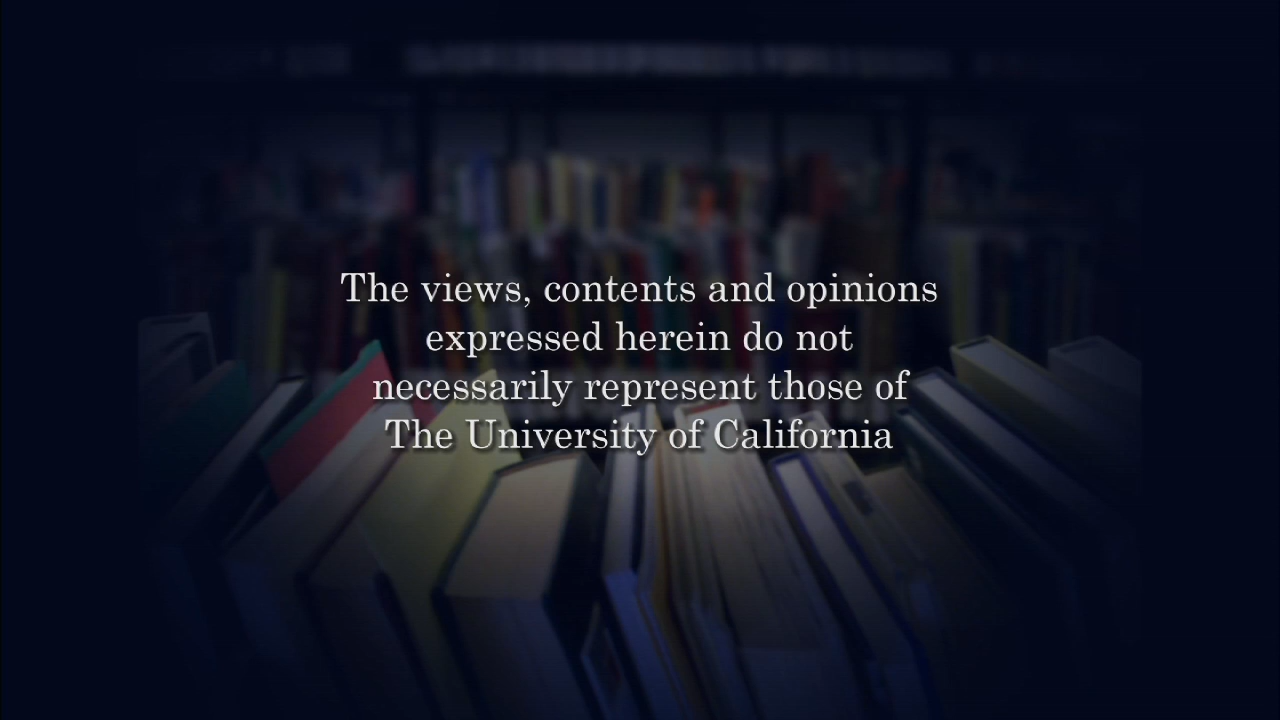 The views, contents and opinions
expressed herein do not
necessarily represent those of
The University of California